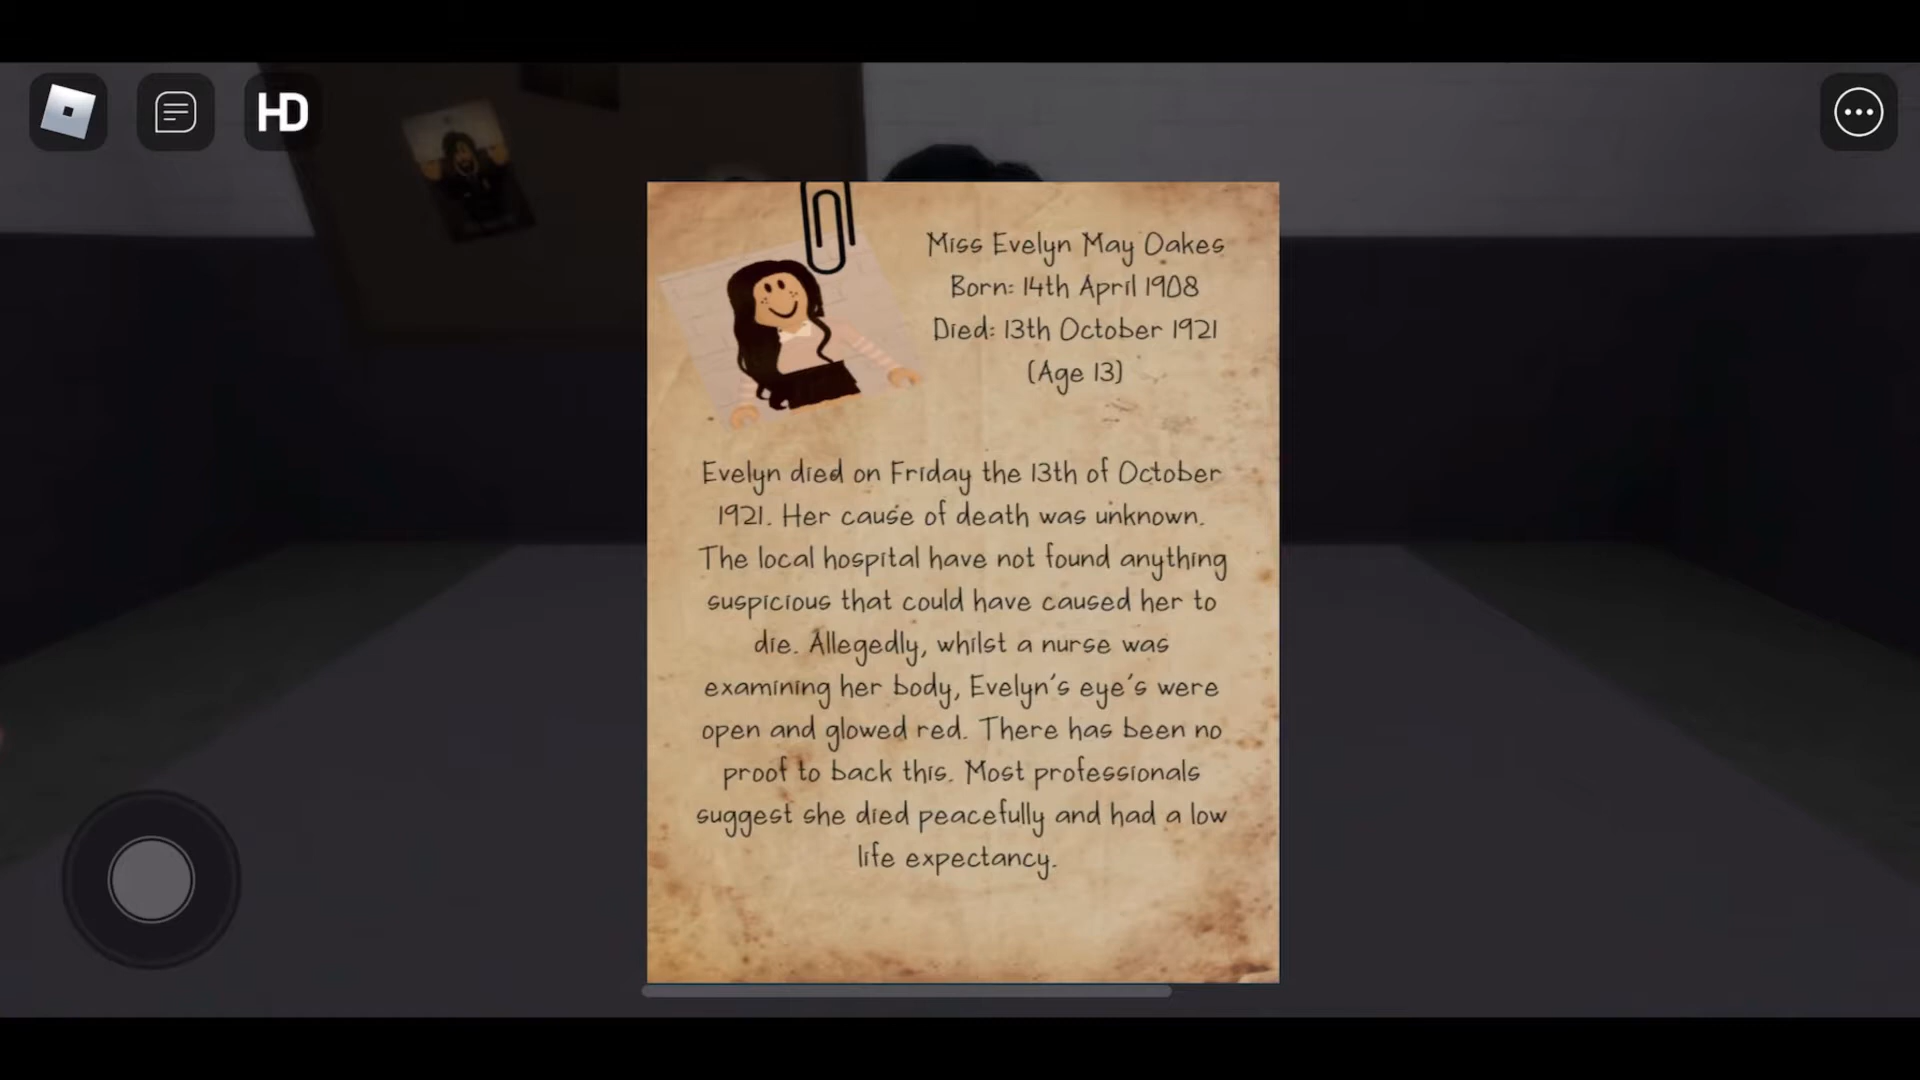 HD
Miss Evelyn May Oakes
Born: 14th April 1908
Died: 13th October 1921
(Age 13)
Evelyn died on Friday the 13th of October
1921. Her cause of death was unknown.
The local hospital have not found anything
suspicious that could have caused her to
die. Allegedly, whilst a nurse was
examining her body, Evelyn's eye's were
open and glowed red. There has been no
proof to back this. Most professionals
suggest she died peacefully and had a low
life expectancy.